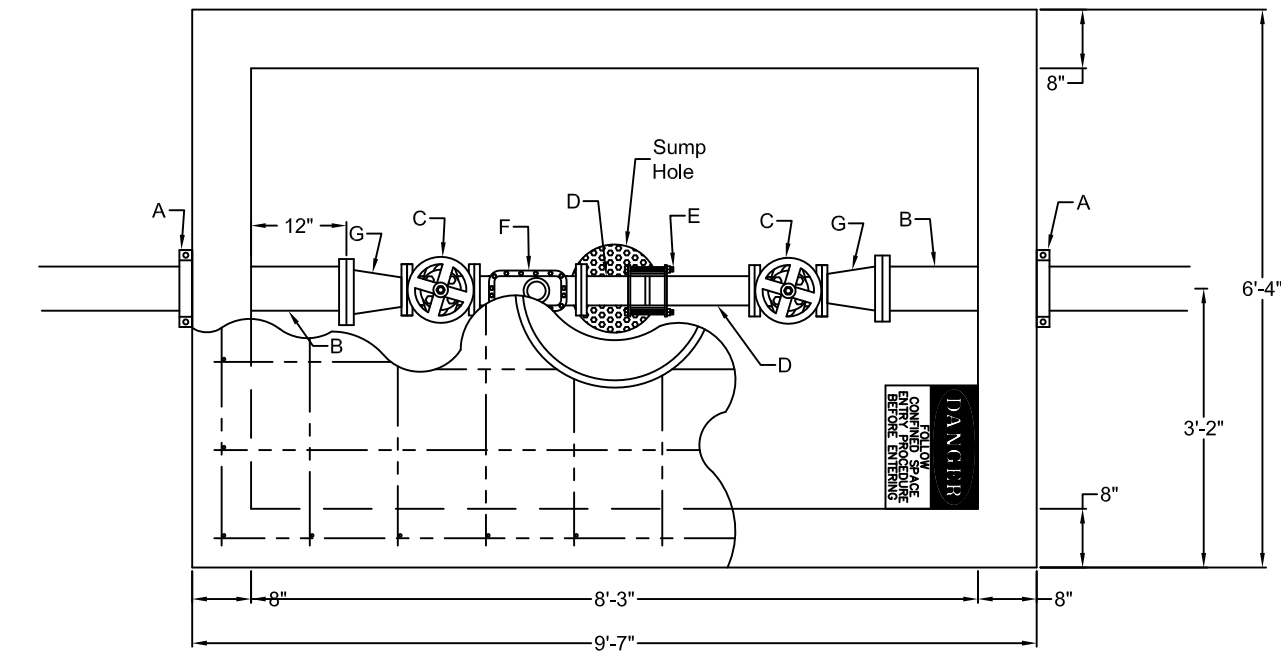 8"
Sump
Hole
A
12"
G
C
F
D
E
C
G
B
A
6'-4"
B
D
3'-2"
DANGER
FOLLOW
CONFINED SPACE
ENTRY PROCEDURE
BEFORE ENTERING
8"
8"
8'-3"
8"
9'-7"